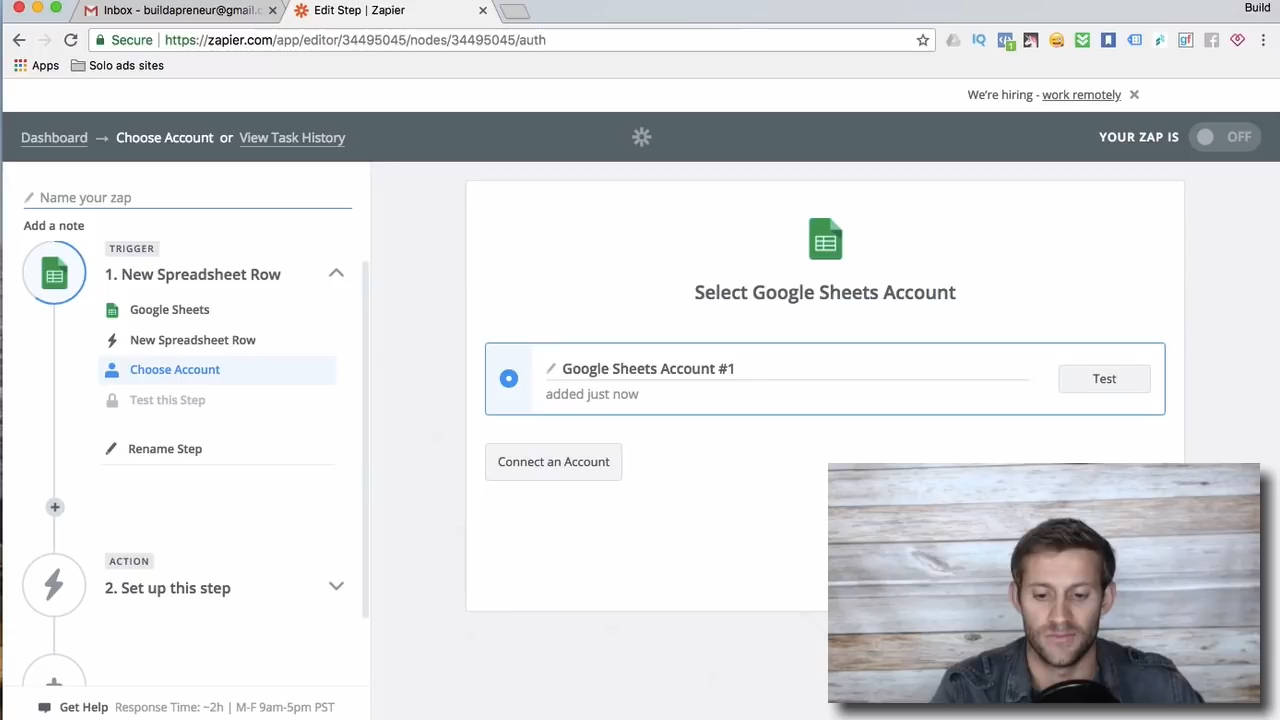 Inbox - buildapreneur@gmail.c
Edit Step | Zapier
Build
Secure | https://zapier.com/app/editor/34495045/nodes/34495045/auth
Apps Solo ads sites
We're hiring - work remotely
Dashboard → Choose Account or View Task History
YOUR ZAP IS OFF
Name your zap
Add a note
TRIGGER
1. New Spreadsheet Row
Google Sheets
New Spreadsheet Row
Choose Account
Test this Step
Rename Step
ACTION
2. Set up this step
Get Help Response Time: ~2h | M-F 9am-5pm PST
Select Google Sheets Account
Google Sheets Account #1
added just now
Test
Connect an Account